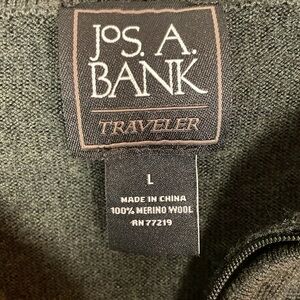 JOS. A.
BANK
TRAVELER
L
MADE IN CHINA
100% MERINO WOOL
RN 77219